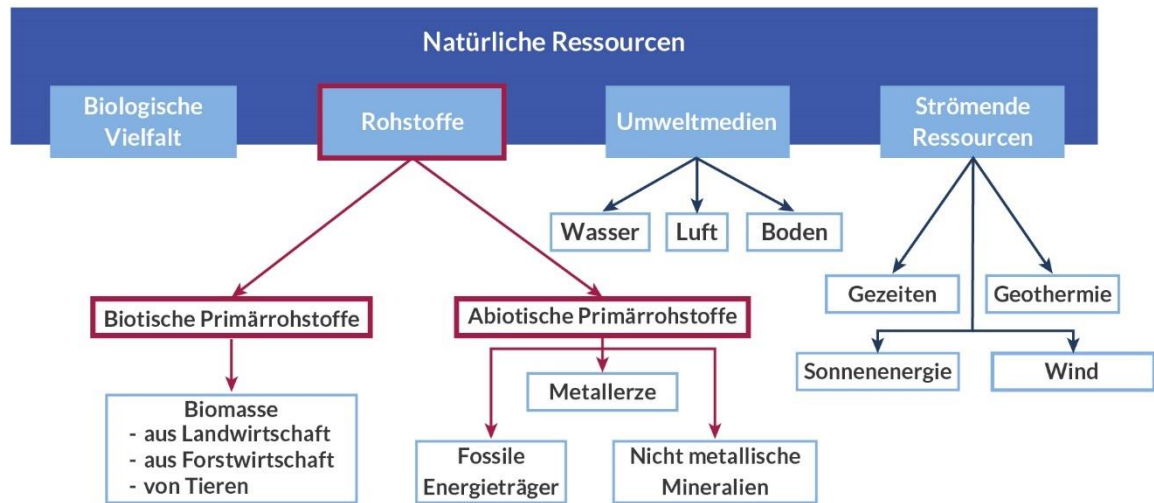 Natürliche Ressourcen
Biologische
Vielfalt
Rohstoffe
Umweltmedien
Strömende
Ressourcen
Wasser
Luft
Boden
Gezeiten
Geothermie
Biotische Primärrohstoffe
Abiotische Primärrohstoffe
Sonnenenergie
Wind
Metallerze
Biomasse
- aus Landwirtschaft
- aus Forstwirtschaft
- von Tieren
Fossile
Energieträger
Nicht metallische
Mineralien